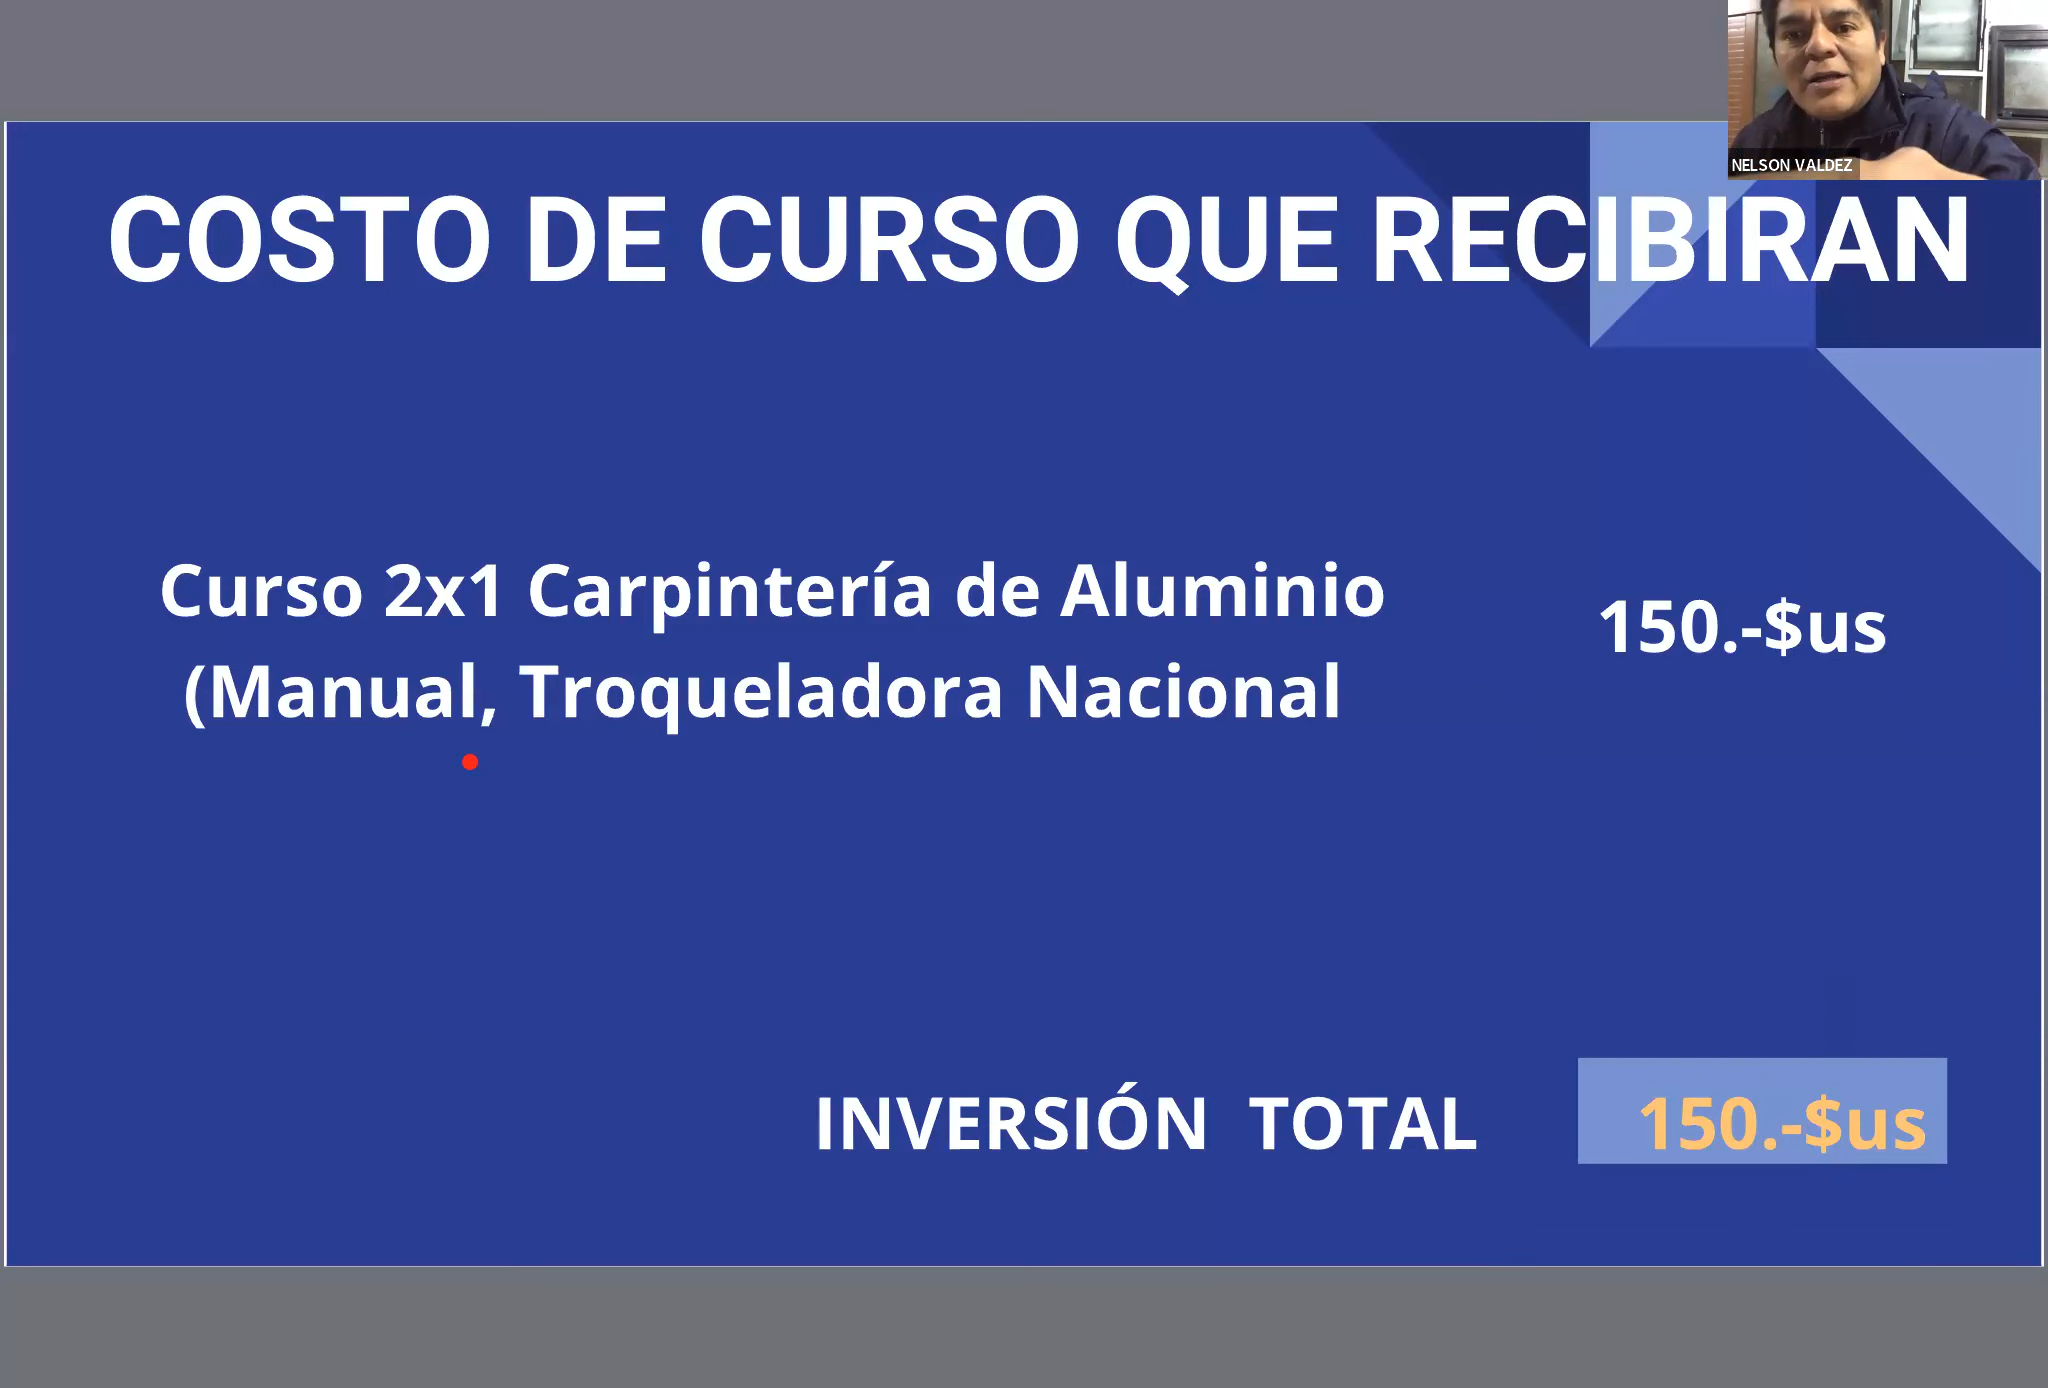 NELSON VALDEZ
COSTO DE CURSO QUE RECIBIRAN
Curso 2x1 Carpintería de Aluminio
(Manual, Troqueladora Nacional
150.-$us
INVERSIÓN TOTAL
150.-$us